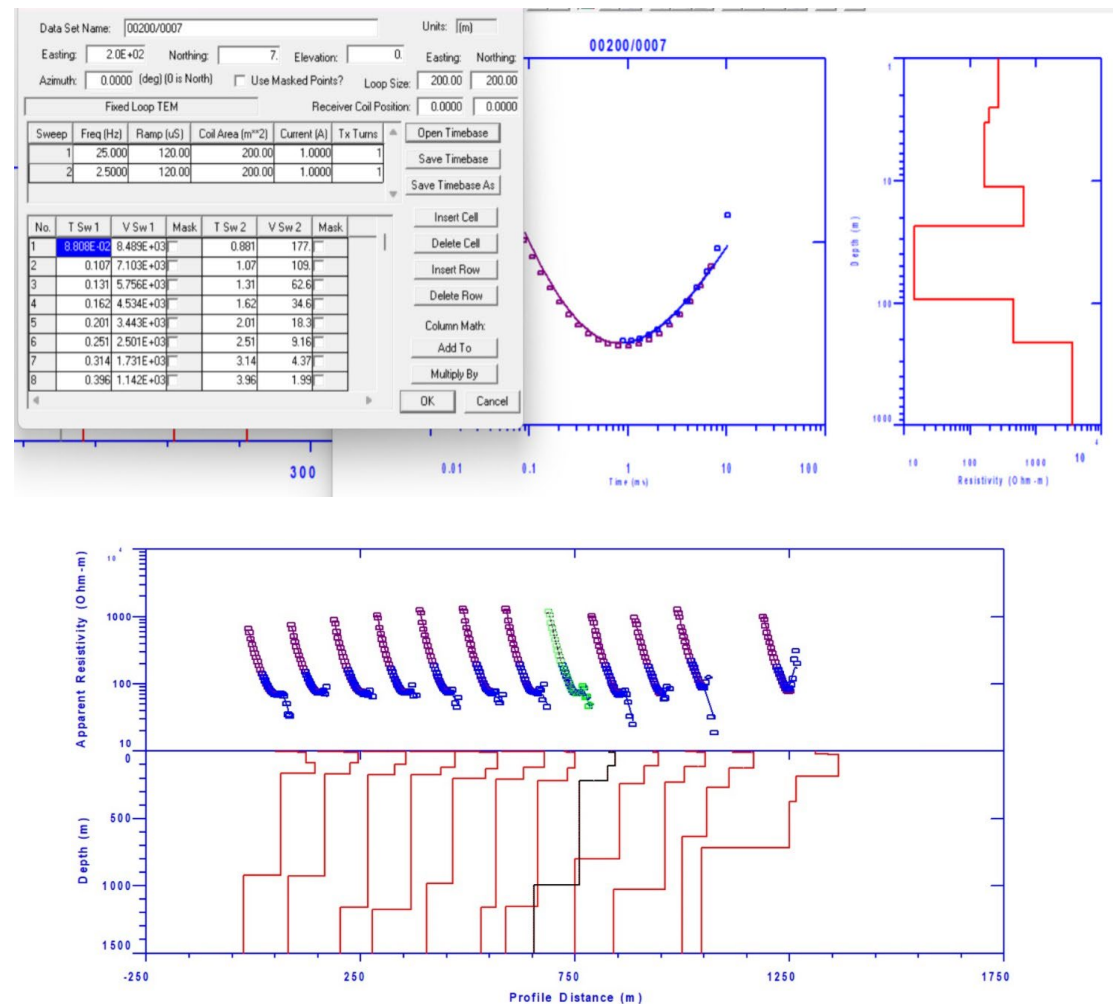 Data Set Name: 00200/0007 Units: (m)
Easting: 2.0E+02 Northing: 7. Elevation: 0. Easting: Northing:
Azimuth: 0.0000 (deg) (0 is North) Use Masked Points? Loop Size: 200.00 200.00
Fixed Loop TEM Receiver Coil Position: 0.0000 0.0000
Sweep Freq (Hz) Ramp (uS) Coil Area (m**2) Current (A) Tx Turns
1 25.000 120.00 200.00 1.0000 1
2 2.5000 120.00 200.00 1.0000 1
Open Timebase
Save Timebase
Save Timebase As
No. T Sw 1 V Sw 1 Mask T Sw 2 V Sw 2 Mask
1 8.808E-02 8.489E+03 0.881 177.
2 0.107 7.103E+03 1.07 109.
3 0.131 5.756E+03 1.31 62.6
4 0.162 4.534E+03 1.62 34.6
5 0.201 3.443E+03 2.01 18.3
6 0.251 2.501E+03 2.51 9.16
7 0.314 1.731E+03 3.14 4.37
8 0.396 1.142E+03 3.96 1.99
Insert Cell
Delete Cell
Insert Row
Delete Row
Column Math:
Add To
Multiply By
OK Cancel
300
00200/0007
0.01 0.1 1 10 100
Time (ms)
1
10
100
1000
Depth (m)
10 100 1000 10 4
Resistivity (Ohm-m)
Apparent Resistivity (Ohm-m)
10 4
1000
100
10
Depth (m)
0
500
1000
1500
-250 250 750 1250 1750
Profile Distance (m)